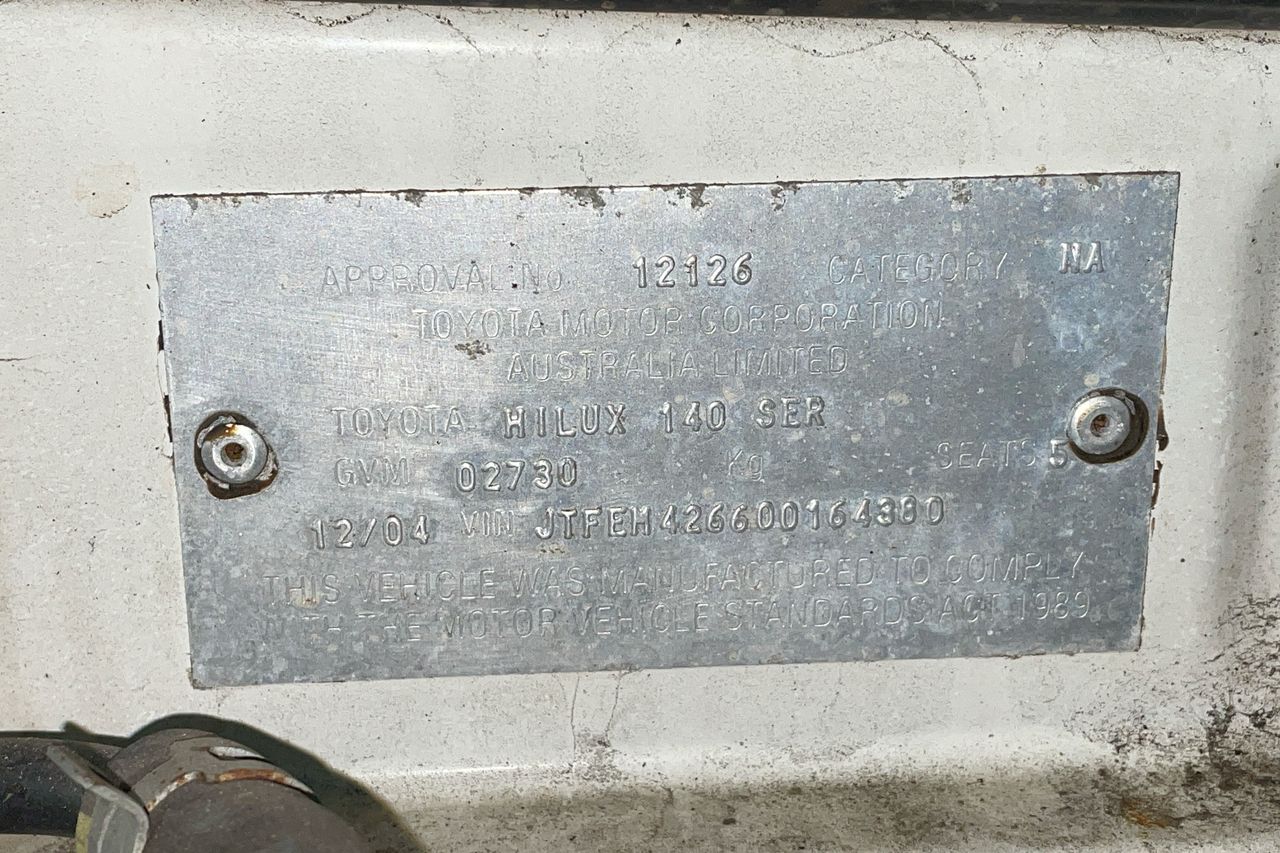 APPROVAL No 12126 CATEGORY NA
TOYOTA MOTOR CORPORATION
AUSTRALIA LIMITED
TOYOTA HILUX 140 SER
GVM 02730 Kg SEATS 5
12/04 VIN JTFEH426600164380
THIS VEHICLE WAS MANUFACTURED TO COMPLY
WITH THE MOTOR VEHICLE STANDARDS ACT 1989